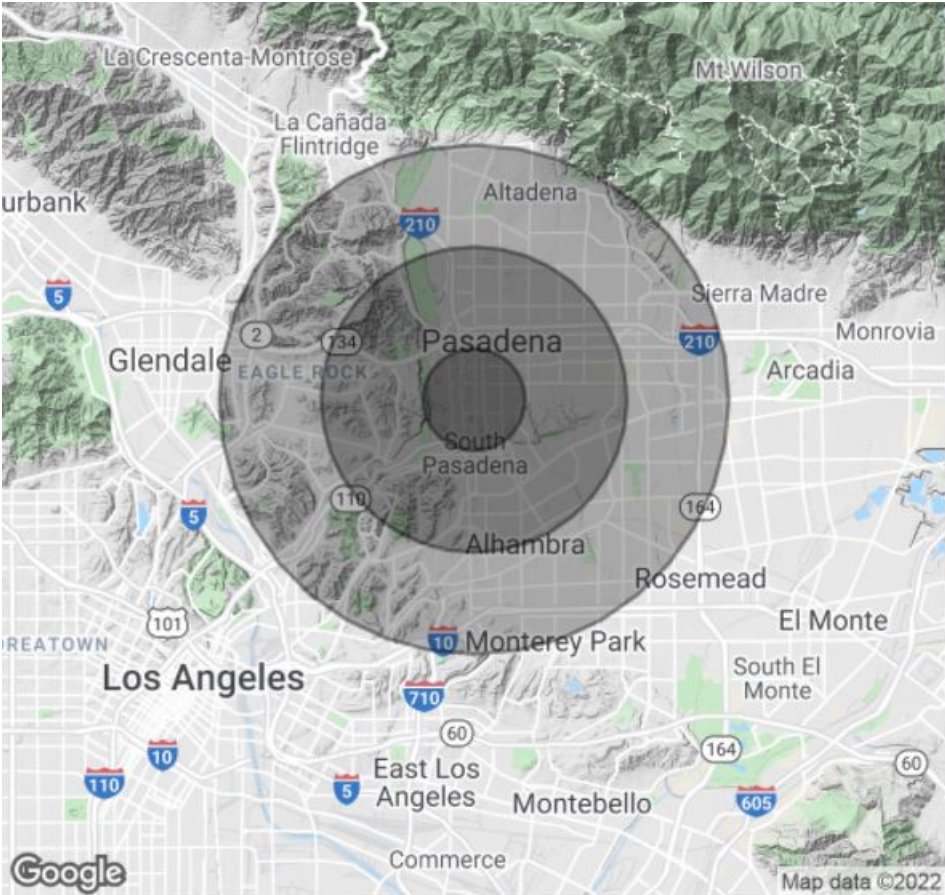 La Crescenta-Montrose
Mt Wilson
La Cañada
Flintridge
Altadena
urbank
210
5
Sierra Madre
2
134
Pasadena
210
Monrovia
Glendale
EAGLE ROCK
Arcadia
South
Pasadena
110
164
5
Alhambra
Rosemead
101
El Monte
OREATOWN
10
Monterey Park
Los Angeles
South El
Monte
710
60
164
10
60
110
5
East Los
Angeles
Montebello
605
Commerce
Google
Map data ©2022